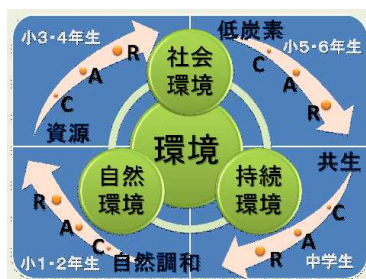 小3・4年生
R
A
C
資源
低炭素
小5・6年生
C
A
R
社会
環境
環境
自然
環境
持続
環境
共生
C
A
R
中学生
R
A
C
小1・2年生
自然調和